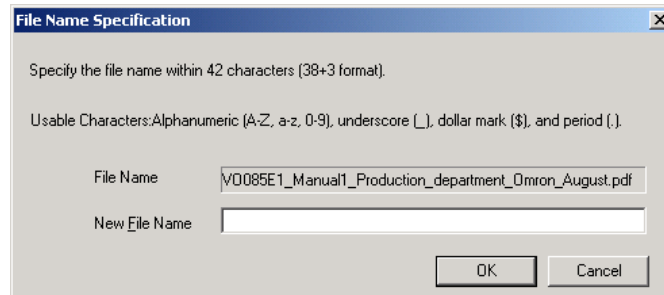 File Name Specification
Specify the file name within 42 characters (38+3 format).
Usable Characters:Alphanumeric (A-Z, a-z, 0-9), underscore (_), dollar mark ($), and period (.).
File Name VO085E1_Manual1_Production_department_Omron_August.pdf
New File Name
OK Cancel